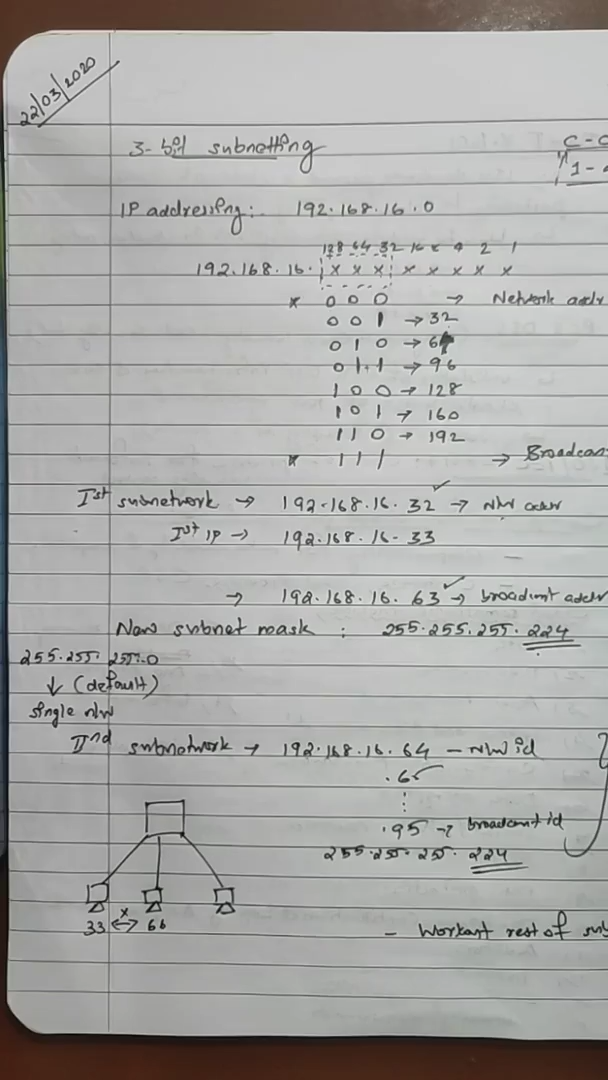 22/03/2020
3-bit subnetting
C-C
1-
IP addressing: 192.168.16.0
128 64 32 16 8 4 2 1
192.168.16. x x x x x x x x
* 0 0 0 → Network addr
0 0 1 → 32
0 1 0 → 64
0 1 1 → 96
1 0 0 → 128
1 0 1 → 160
1 1 0 → 192
* 1 1 1 → Broadcas
Ist subnetwork → 192.168.16.32 → N/W addr
Ist IP → 192.168.16.33
→ 192.168.16.63 → broadcast addr
New subnet mask : 255.255.255.224
255.255.255.0
↓ (default)
single n/w
IInd subnetwork → 192.168.16.64 – N/W id
.65
.95 → broadcast id
255.255.255.224
x
33 ↔ 66
- Workout rest of sub